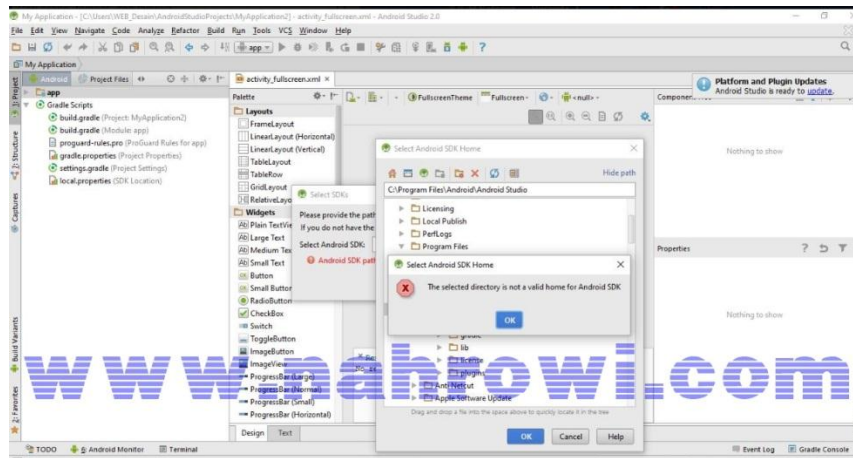 My Application - [C:\Users\WEB_Desain\AndroidStudioProjects\MyApplication2] - activity_fullscreen.xml - Android Studio 2.0
File Edit View Navigate Code Analyze Refactor Build Run Tools VCS Window Help
app
My Application
Android Project Files
app
Gradle Scripts
build.gradle (Project: MyApplication2)
build.gradle (Module: app)
proguard-rules.pro (ProGuard Rules for app)
gradle.properties (Project Properties)
settings.gradle (Project Settings)
local.properties (SDK Location)
1: Project
Structure
Captures
Build Variants
2: Favorites
activity_fullscreen.xml
Palette
Layouts
FrameLayout
LinearLayout (Horizontal)
LinearLayout (Vertical)
TableLayout
TableRow
GridLayout
RelativeLayo
Widgets
Plain TextVie
Large Text
Medium Tex
Small Text
Button
Small Button
RadioButton
CheckBox
Switch
ToggleButton
ImageButton
ImageView
ProgressBar (Large)
ProgressBar (Normal)
ProgressBar (Small)
ProgressBar (Horizontal)
Design Text
FullscreenTheme Fullscreen <null>
Platform and Plugin Updates
Android Studio is ready to update.
Nothing to show
Properties
Nothing to show
Select SDKs
Please provide the path
If you do not have the
Select Android SDK:
Android SDK path
Select Android SDK Home
Hide path
C:\Program Files\Android\Android Studio
Licensing
Local Publish
PerfLogs
Program Files
Select Android SDK Home
The selected directory is not a valid home for Android SDK
OK
lib
license
plugins
Anti Netcut
Apple Software Update
Drag and drop a file into the space above to quickly locate it in the tree
OK Cancel Help
www.nabrowi.com
TODO 6: Android Monitor Terminal
Event Log Gradle Console